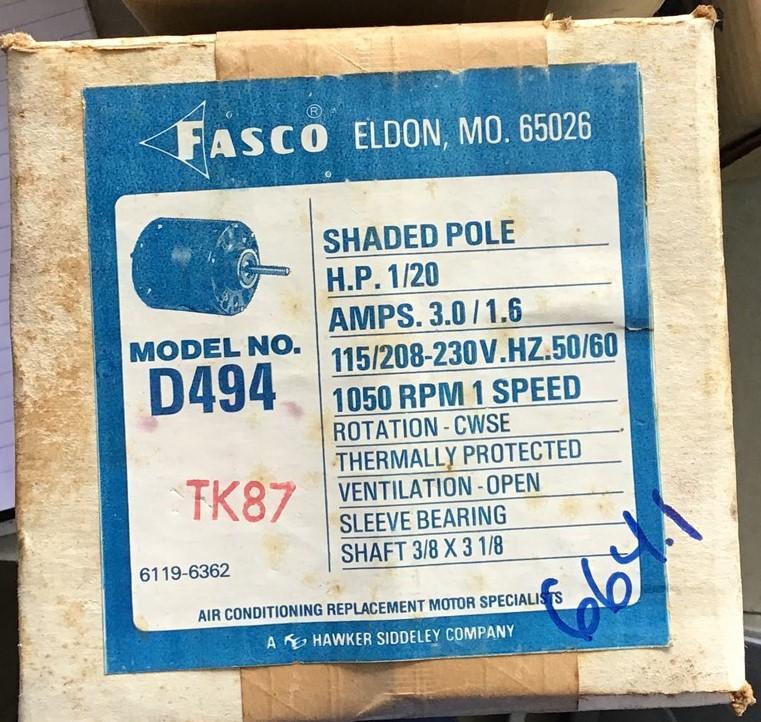 FASCO® ELDON, MO. 65026
SHADED POLE
H.P. 1/20
AMPS. 3.0 / 1.6
115/208-230V.HZ.50/60
1050 RPM 1 SPEED
ROTATION - CWSE
THERMALLY PROTECTED
VENTILATION - OPEN
SLEEVE BEARING
SHAFT 3/8 X 3 1/8
MODEL NO.
D494
TK87
6119-6362
664.1
AIR CONDITIONING REPLACEMENT MOTOR SPECIALISTS
A HAWKER SIDDELEY COMPANY